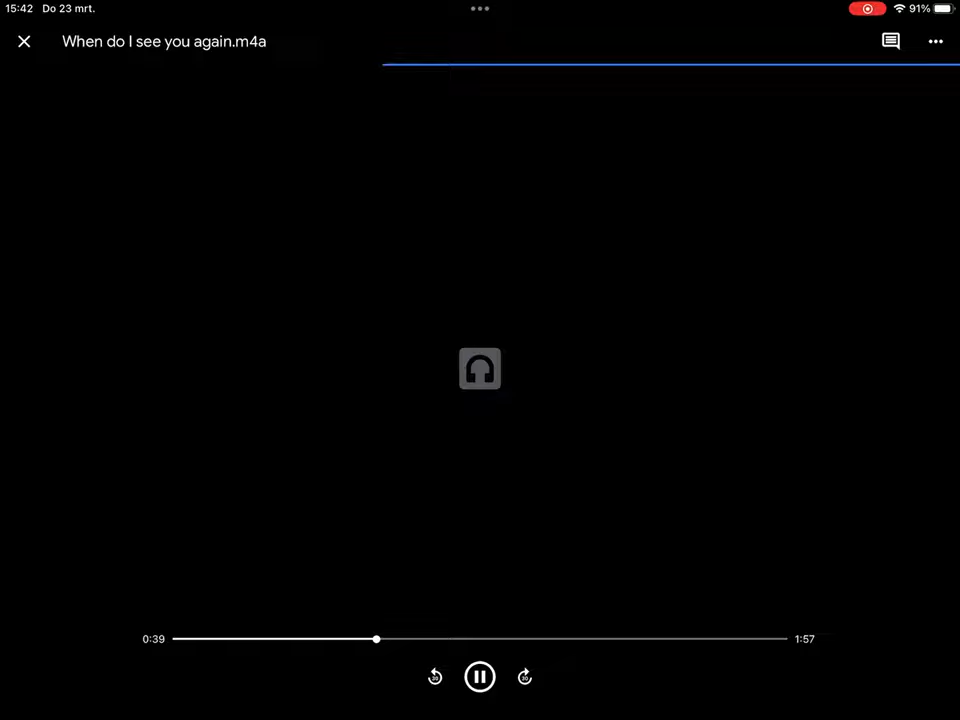 15:42 Do 23 mrt.
91%
When do I see you again.m4a
0:39
1:57